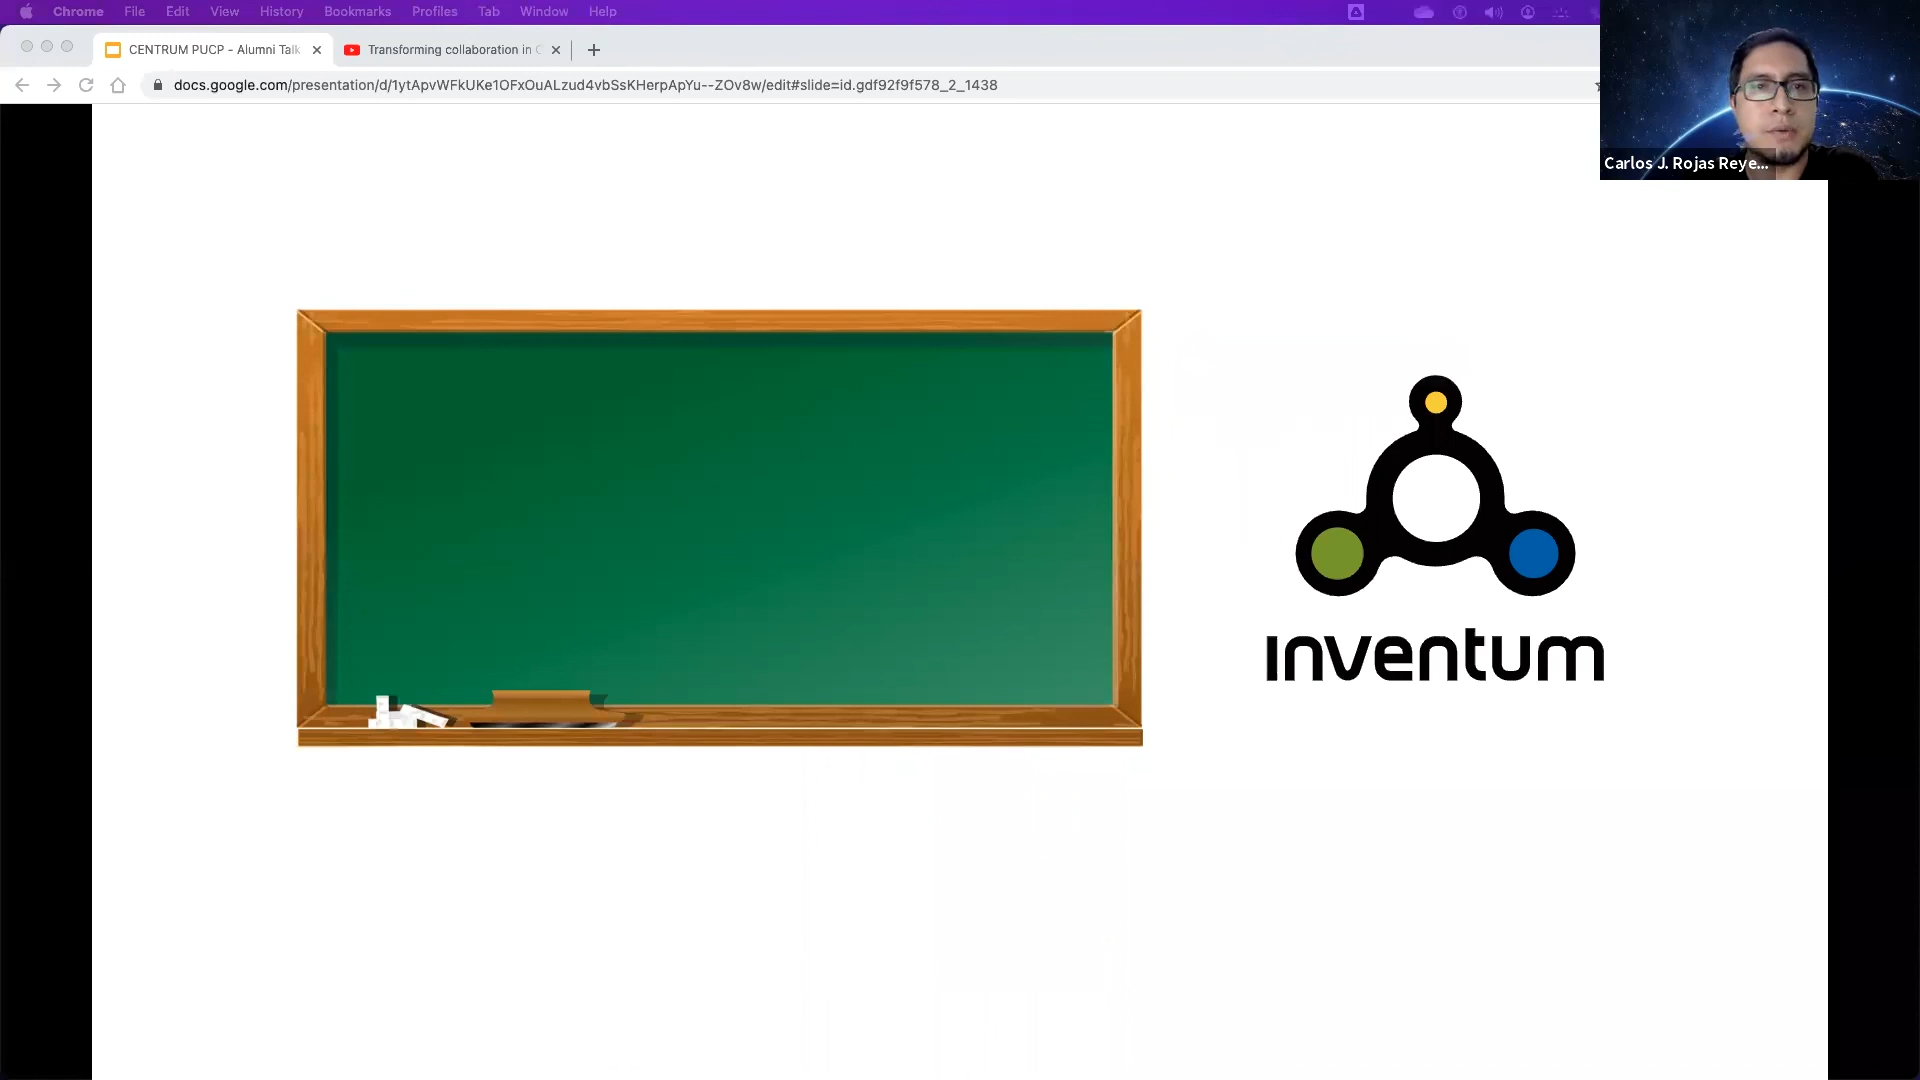 Chrome File Edit View History Bookmarks Profiles Tab Window Help
CENTRUM PUCP - Alumni Talk
Transforming collaboration in C
docs.google.com/presentation/d/1ytApvWFkUKe1OFxOuALzud4vbSsKHerpApYu--ZOv8w/edit#slide=id.gdf92f9f578_2_1438
Carlos J. Rojas Reye...
inventum